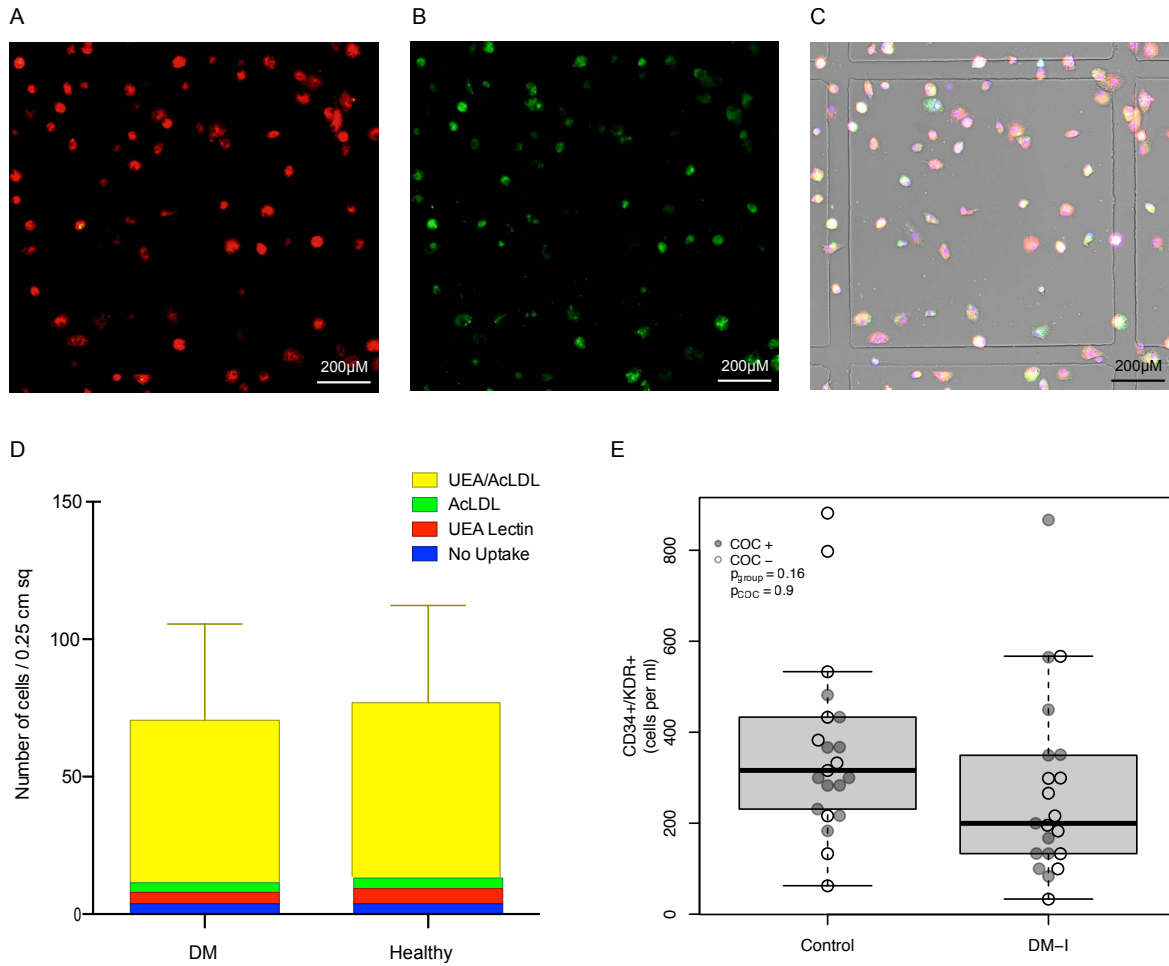 A
B
C
200µM
200µM
200µM
D
E
UEA/AcLDL
AcLDL
UEA Lectin
No Uptake
150
100
50
0
Number of cells / 0.25 cm sq
DM
Healthy
COC +
COC −
pgroup = 0.16
pCOC = 0.9
800
600
400
200
0
CD34+/KDR+
(cells per ml)
Control
DM−I